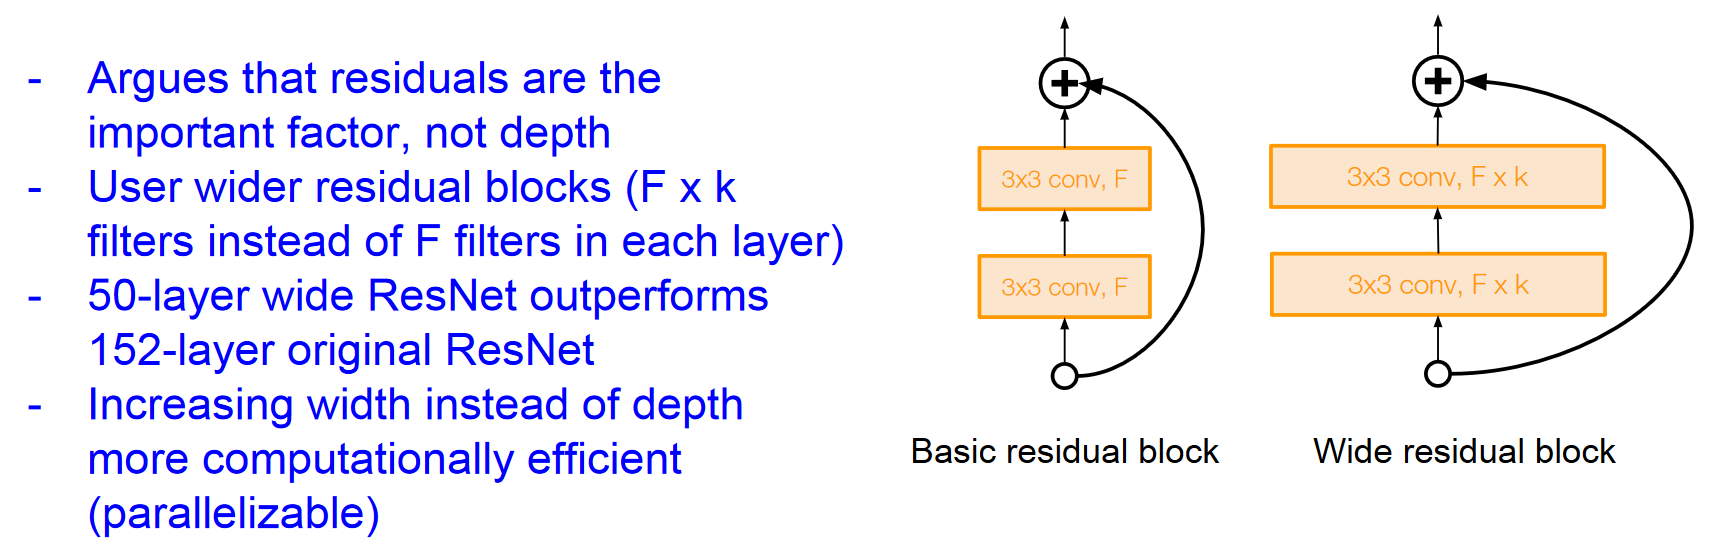 - Argues that residuals are the
important factor, not depth
- User wider residual blocks (F x k
filters instead of F filters in each layer)
- 50-layer wide ResNet outperforms
152-layer original ResNet
- Increasing width instead of depth
more computationally efficient
(parallelizable)
+
3x3 conv, F
3x3 conv, F
Basic residual block
+
3x3 conv, F x k
3x3 conv, F x k
Wide residual block